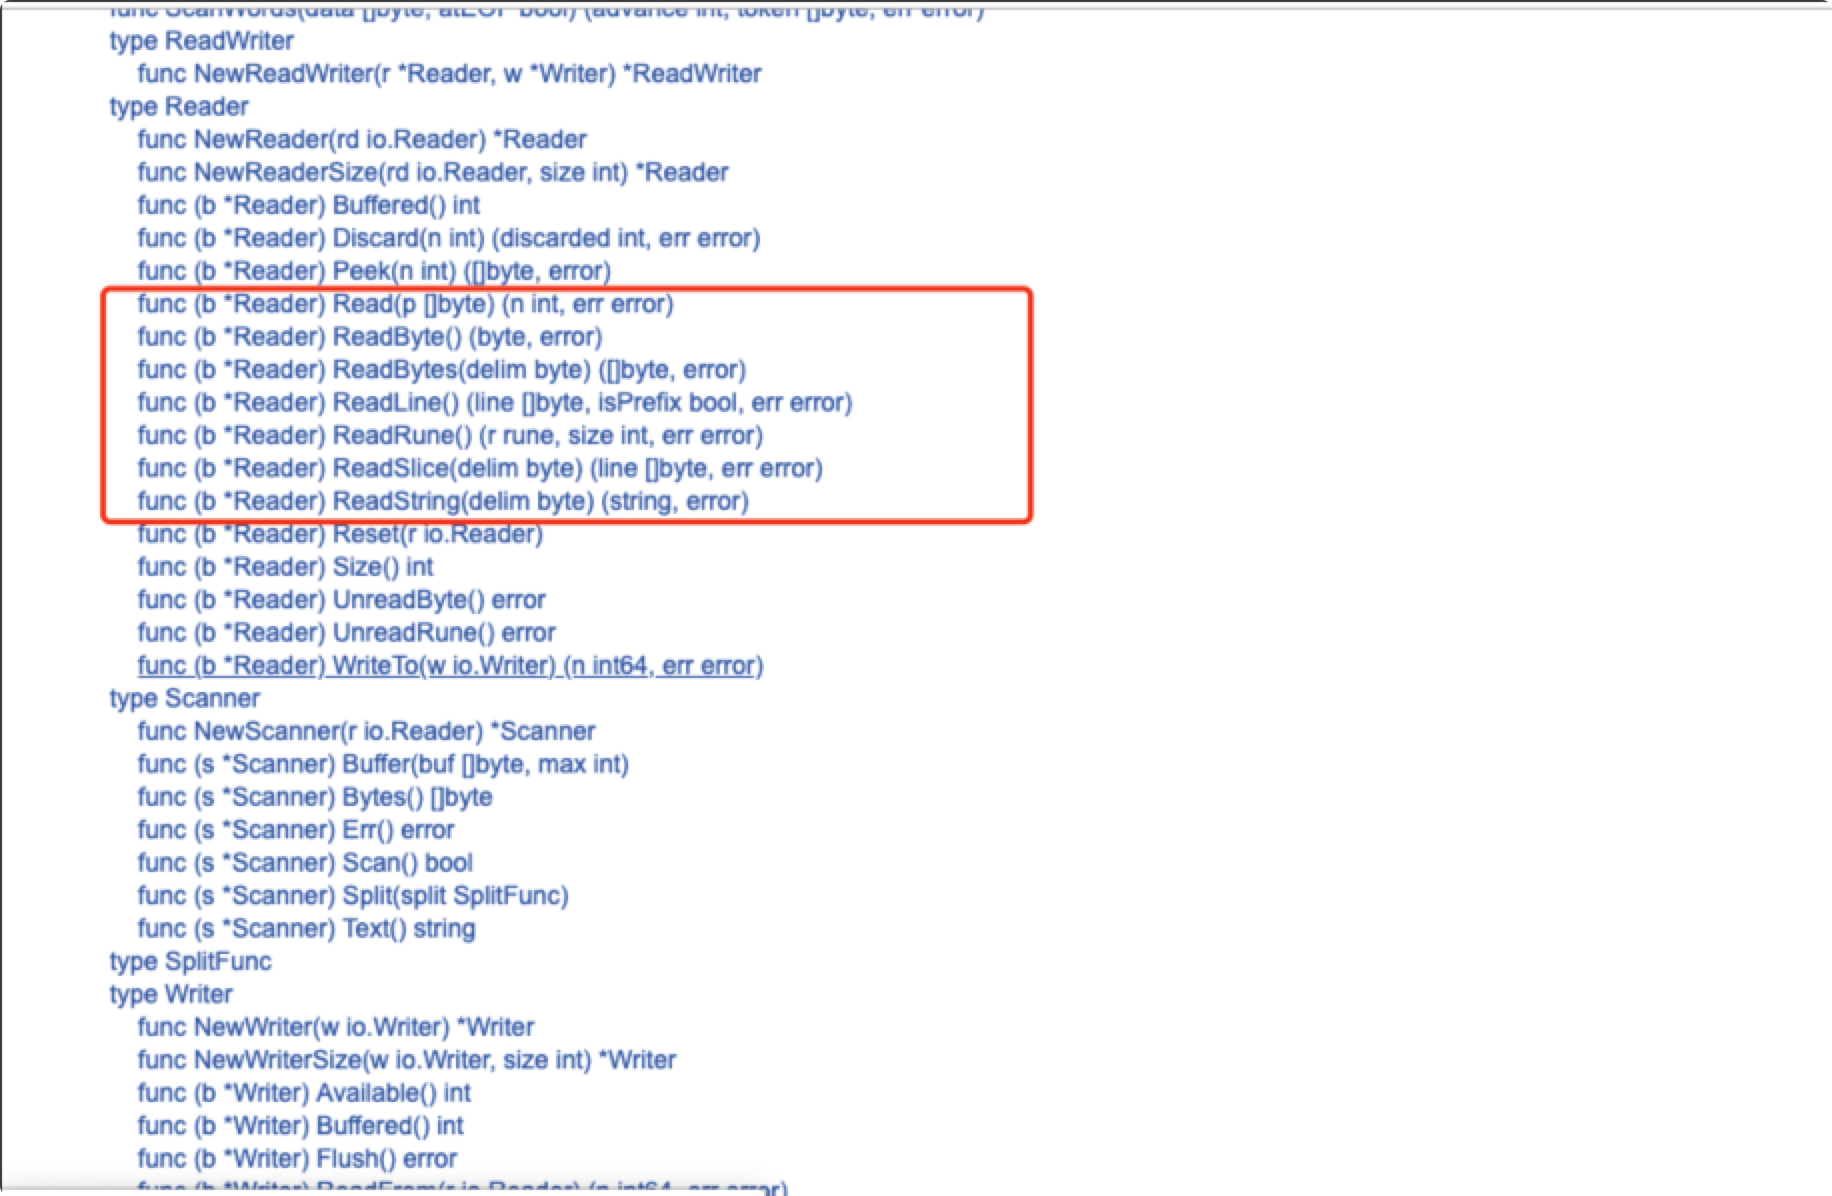 func ScanWords(data []byte, atEOF bool) (advance int, token []byte, err error)
type ReadWriter
func NewReadWriter(r *Reader, w *Writer) *ReadWriter
type Reader
func NewReader(rd io.Reader) *Reader
func NewReaderSize(rd io.Reader, size int) *Reader
func (b *Reader) Buffered() int
func (b *Reader) Discard(n int) (discarded int, err error)
func (b *Reader) Peek(n int) ([]byte, error)
func (b *Reader) Read(p []byte) (n int, err error)
func (b *Reader) ReadByte() (byte, error)
func (b *Reader) ReadBytes(delim byte) ([]byte, error)
func (b *Reader) ReadLine() (line []byte, isPrefix bool, err error)
func (b *Reader) ReadRune() (r rune, size int, err error)
func (b *Reader) ReadSlice(delim byte) (line []byte, err error)
func (b *Reader) ReadString(delim byte) (string, error)
func (b *Reader) Reset(r io.Reader)
func (b *Reader) Size() int
func (b *Reader) UnreadByte() error
func (b *Reader) UnreadRune() error
func (b *Reader) WriteTo(w io.Writer) (n int64, err error)
type Scanner
func NewScanner(r io.Reader) *Scanner
func (s *Scanner) Buffer(buf []byte, max int)
func (s *Scanner) Bytes() []byte
func (s *Scanner) Err() error
func (s *Scanner) Scan() bool
func (s *Scanner) Split(split SplitFunc)
func (s *Scanner) Text() string
type SplitFunc
type Writer
func NewWriter(w io.Writer) *Writer
func NewWriterSize(w io.Writer, size int) *Writer
func (b *Writer) Available() int
func (b *Writer) Buffered() int
func (b *Writer) Flush() error
func (b *Writer) ReadFrom(r io.Reader) (n int64, err error)